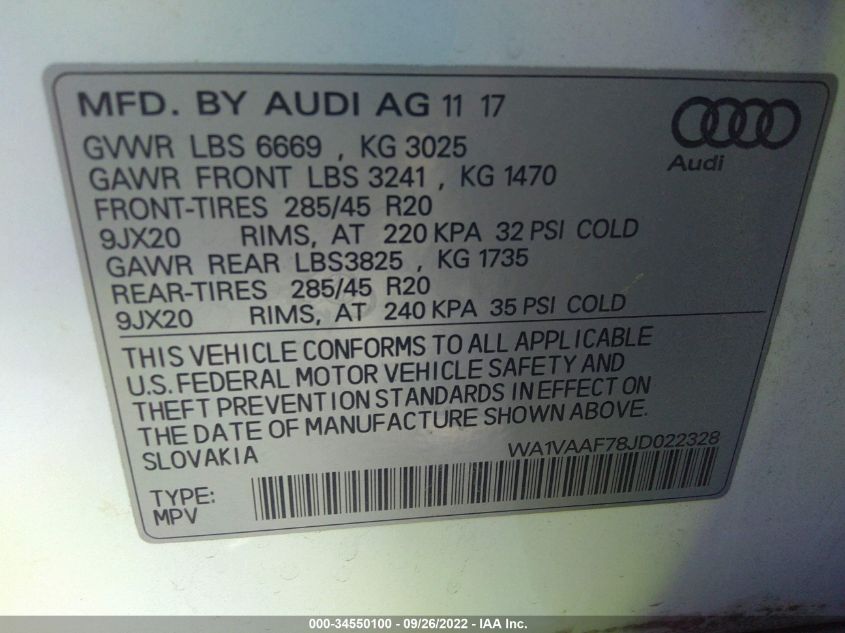 MFD. BY AUDI AG 11 17
GVWR LBS 6669 , KG 3025
GAWR FRONT LBS 3241 , KG 1470
Audi
FRONT-TIRES 285/45 R20
9JX20 RIMS, AT 220 KPA 32 PSI COLD
GAWR REAR LBS3825 , KG 1735
REAR-TIRES 285/45 R20
9JX20 RIMS, AT 240 KPA 35 PSI COLD
THIS VEHICLE CONFORMS TO ALL APPLICABLE
U.S. FEDERAL MOTOR VEHICLE SAFETY AND
THEFT PREVENTION STANDARDS IN EFFECT ON
THE DATE OF MANUFACTURE SHOWN ABOVE.
SLOVAKIA WA1VAAF78JD022328
TYPE:
MPV
000-34550100 - 09/26/2022 - IAA Inc.